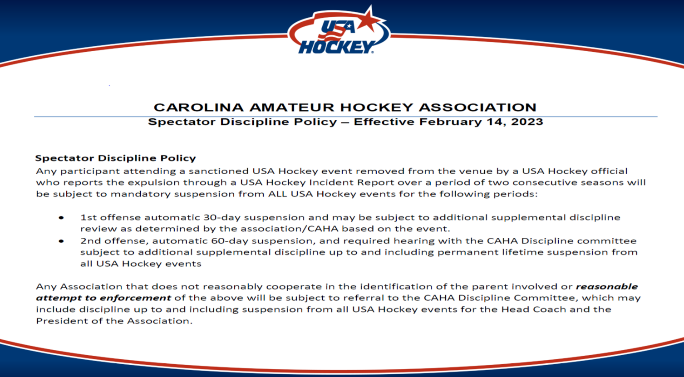 USA
HOCKEY
CAROLINA AMATEUR HOCKEY ASSOCIATION
Spectator Discipline Policy – Effective February 14, 2023
Spectator Discipline Policy
Any participant attending a sanctioned USA Hockey event removed from the venue by a USA Hockey official
who reports the expulsion through a USA Hockey Incident Report over a period of two consecutive seasons will
be subject to mandatory suspension from ALL USA Hockey events for the following periods:
• 1st offense automatic 30-day suspension and may be subject to additional supplemental discipline
review as determined by the association/CAHA based on the event.
• 2nd offense, automatic 60-day suspension, and required hearing with the CAHA Discipline committee
subject to additional supplemental discipline up to and including permanent lifetime suspension from
all USA Hockey events
Any Association that does not reasonably cooperate in the identification of the parent involved or reasonable
attempt to enforcement of the above will be subject to referral to the CAHA Discipline Committee, which may
include discipline up to and including suspension from all USA Hockey events for the Head Coach and the
President of the Association.